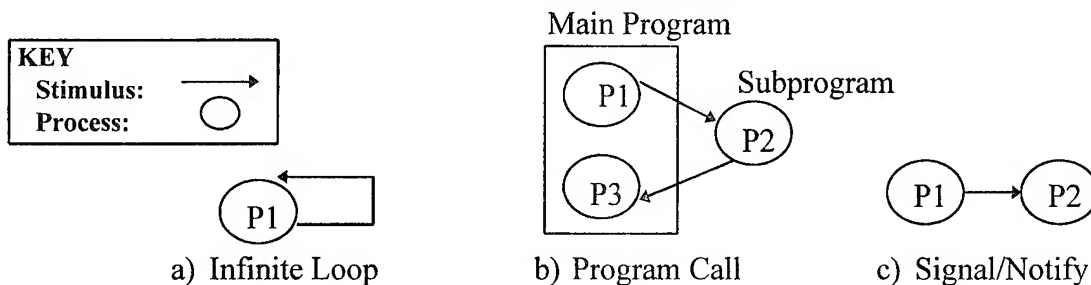 KEY
Stimulus:
Process:
P1
a) Infinite Loop
Main Program
P1
Subprogram
P2
P3
b) Program Call
P1
P2
c) Signal/Notify